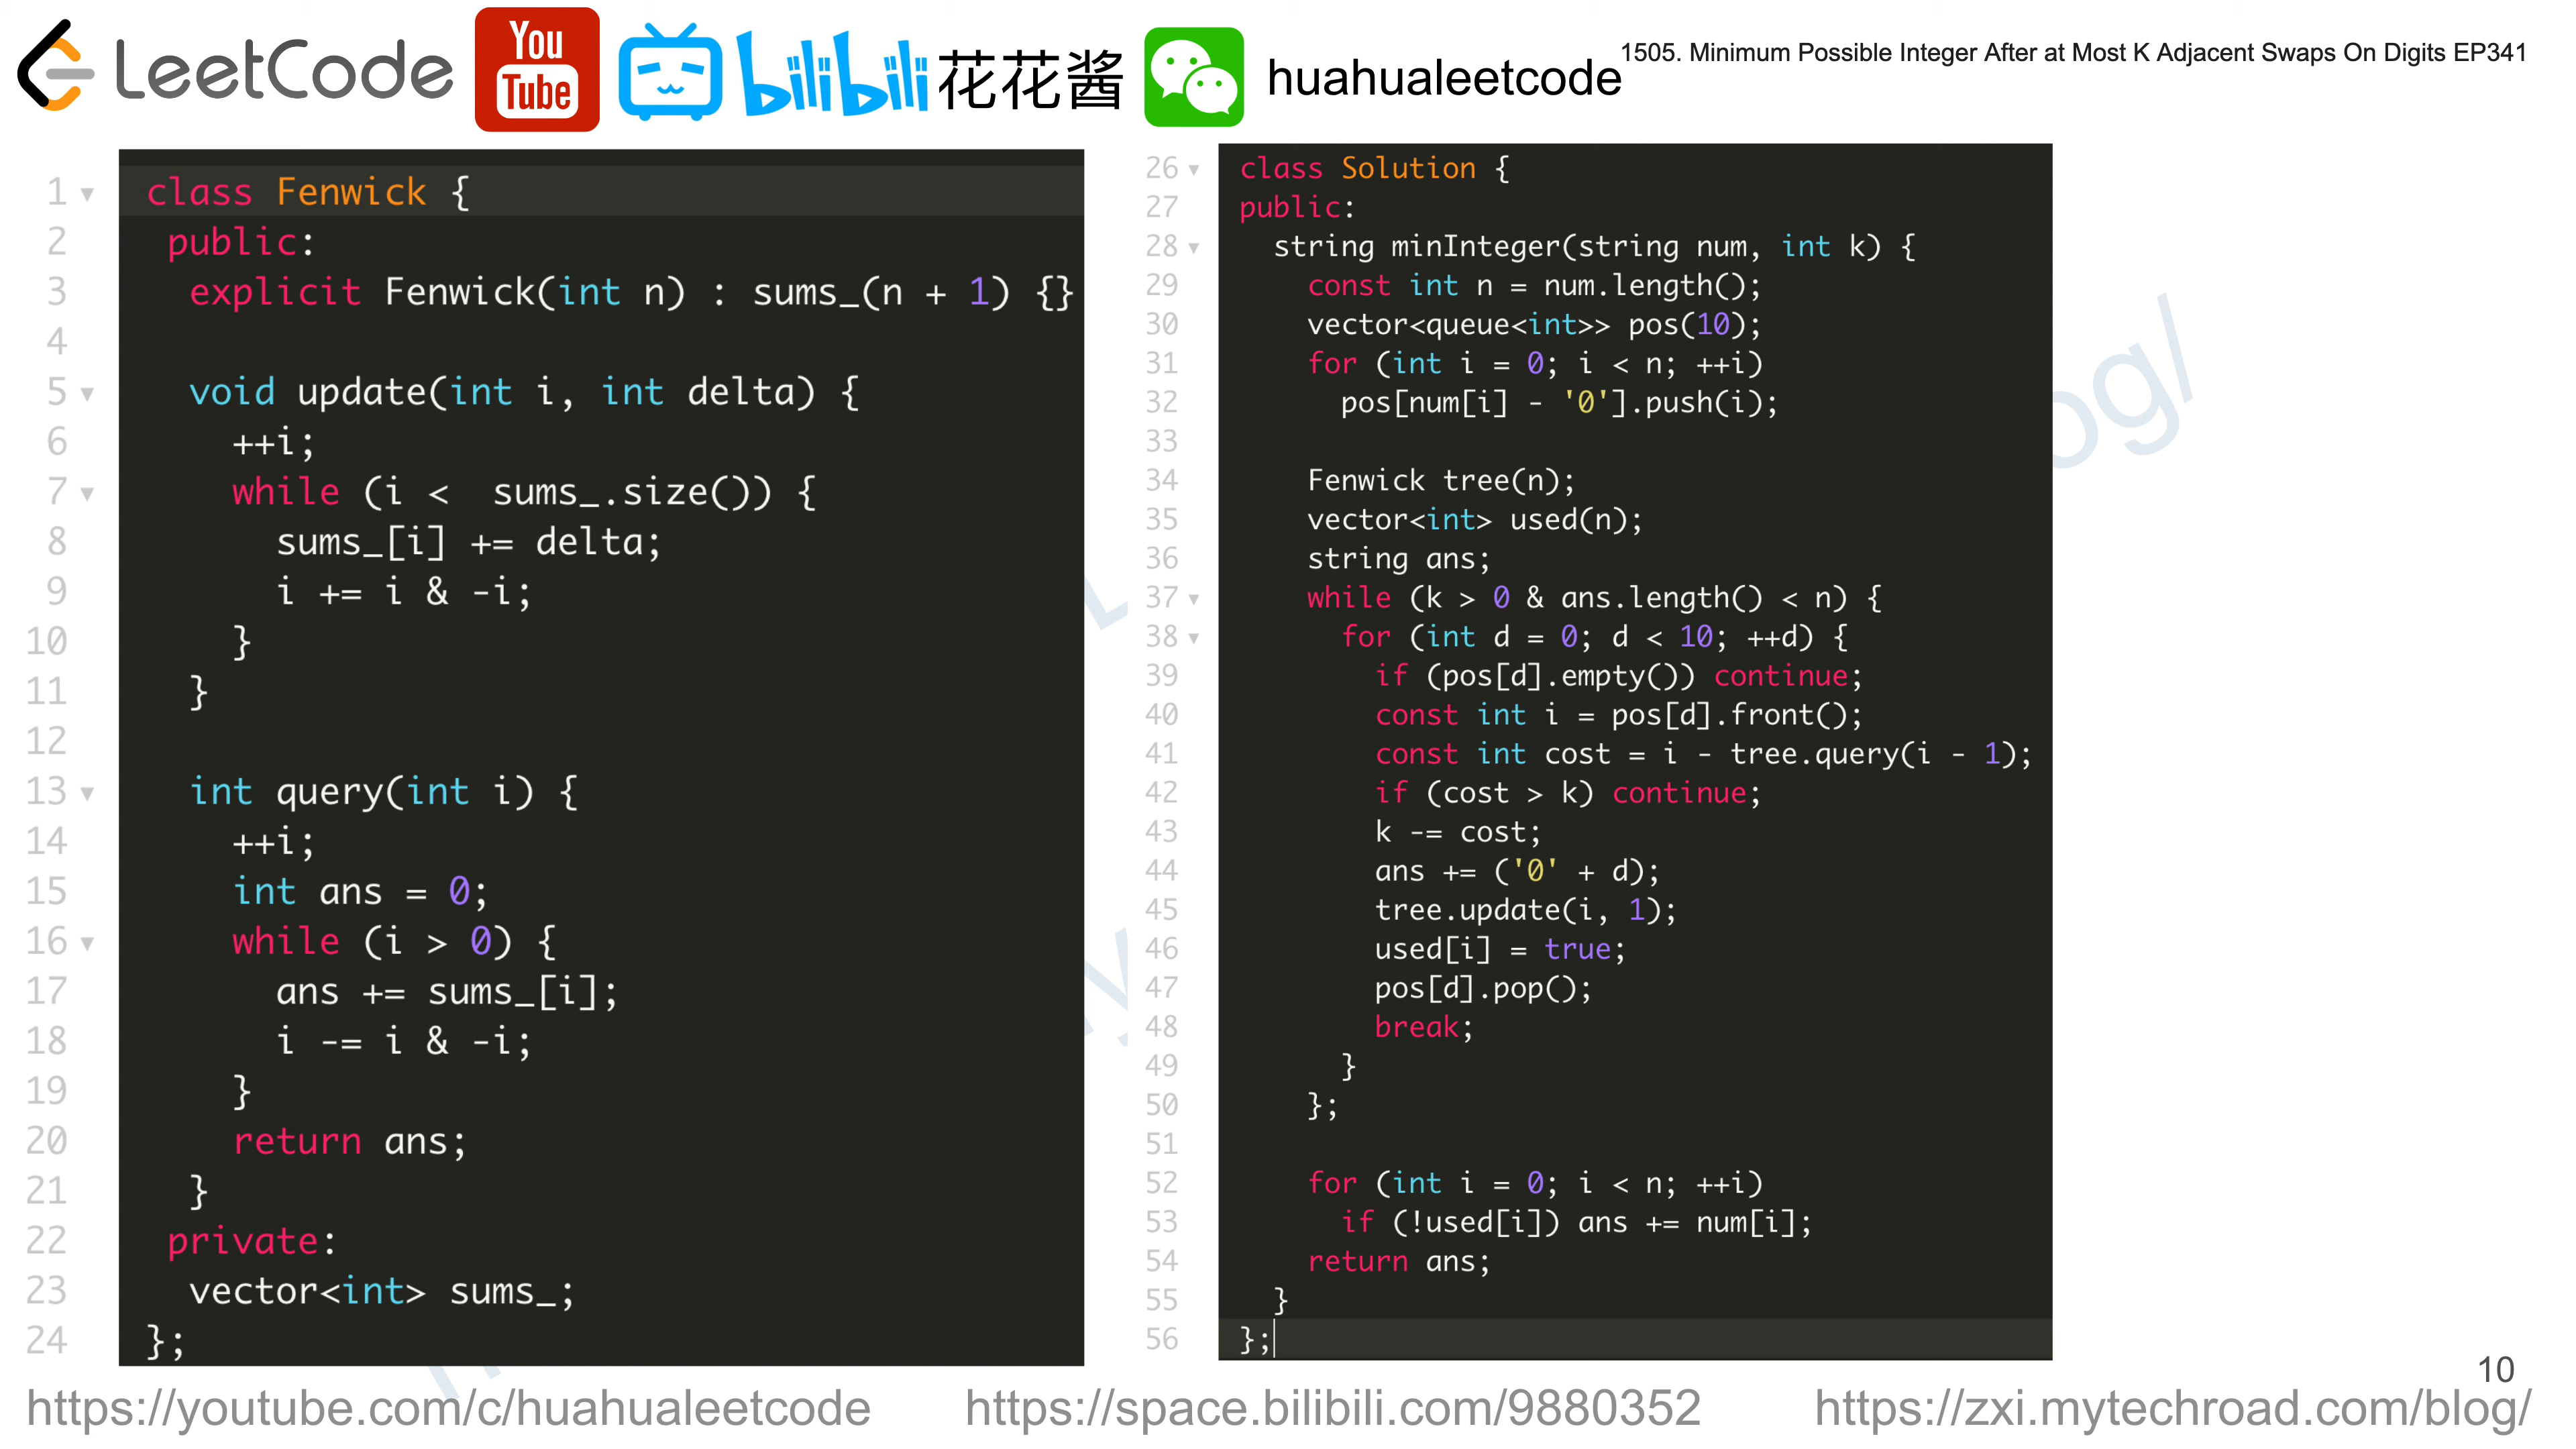 LeetCode You Tube bilibili 花花酱 huahualeetcode
1505. Minimum Possible Integer After at Most K Adjacent Swaps On Digits EP341
1 class Fenwick {
2 public:
3 explicit Fenwick(int n) : sums_(n + 1) {}
4
5 void update(int i, int delta) {
6 ++i;
7 while (i <  sums_.size()) {
8 sums_[i] += delta;
9 i += i & -i;
10 }
11 }
12
13 int query(int i) {
14 ++i;
15 int ans = 0;
16 while (i > 0) {
17 ans += sums_[i];
18 i -= i & -i;
19 }
20 return ans;
21 }
22 private:
23 vector<int> sums_;
24 };
26 class Solution {
27 public:
28 string minInteger(string num, int k) {
29 const int n = num.length();
30 vector<queue<int>> pos(10);
31 for (int i = 0; i < n; ++i)
32 pos[num[i] - '0'].push(i);
33
34 Fenwick tree(n);
35 vector<int> used(n);
36 string ans;
37 while (k > 0 & ans.length() < n) {
38 for (int d = 0; d < 10; ++d) {
39 if (pos[d].empty()) continue;
40 const int i = pos[d].front();
41 const int cost = i - tree.query(i - 1);
42 if (cost > k) continue;
43 k -= cost;
44 ans += ('0' + d);
45 tree.update(i, 1);
46 used[i] = true;
47 pos[d].pop();
48 break;
49 }
50 };
51
52 for (int i = 0; i < n; ++i)
53 if (!used[i]) ans += num[i];
54 return ans;
55 }
56 };
10
https://youtube.com/c/huahualeetcode
https://space.bilibili.com/9880352
https://zxi.mytechroad.com/blog/